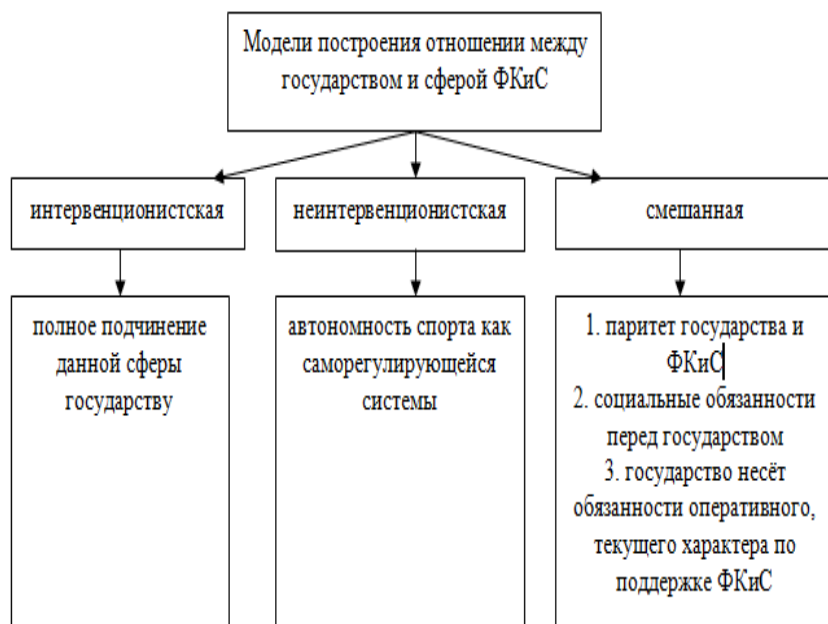 Модели построения отношении между
государством и сферой ФКиС
интервенционистская
неинтервенционистская
смешанная
полное подчинение
данной сферы
государству
автономность спорта как
саморегулирующейся
системы
1. паритет государства и
ФКиС
2. социальные обязанности
перед государством
3. государство несёт
обязанности оперативного,
текущего характера по
поддержке ФКиС